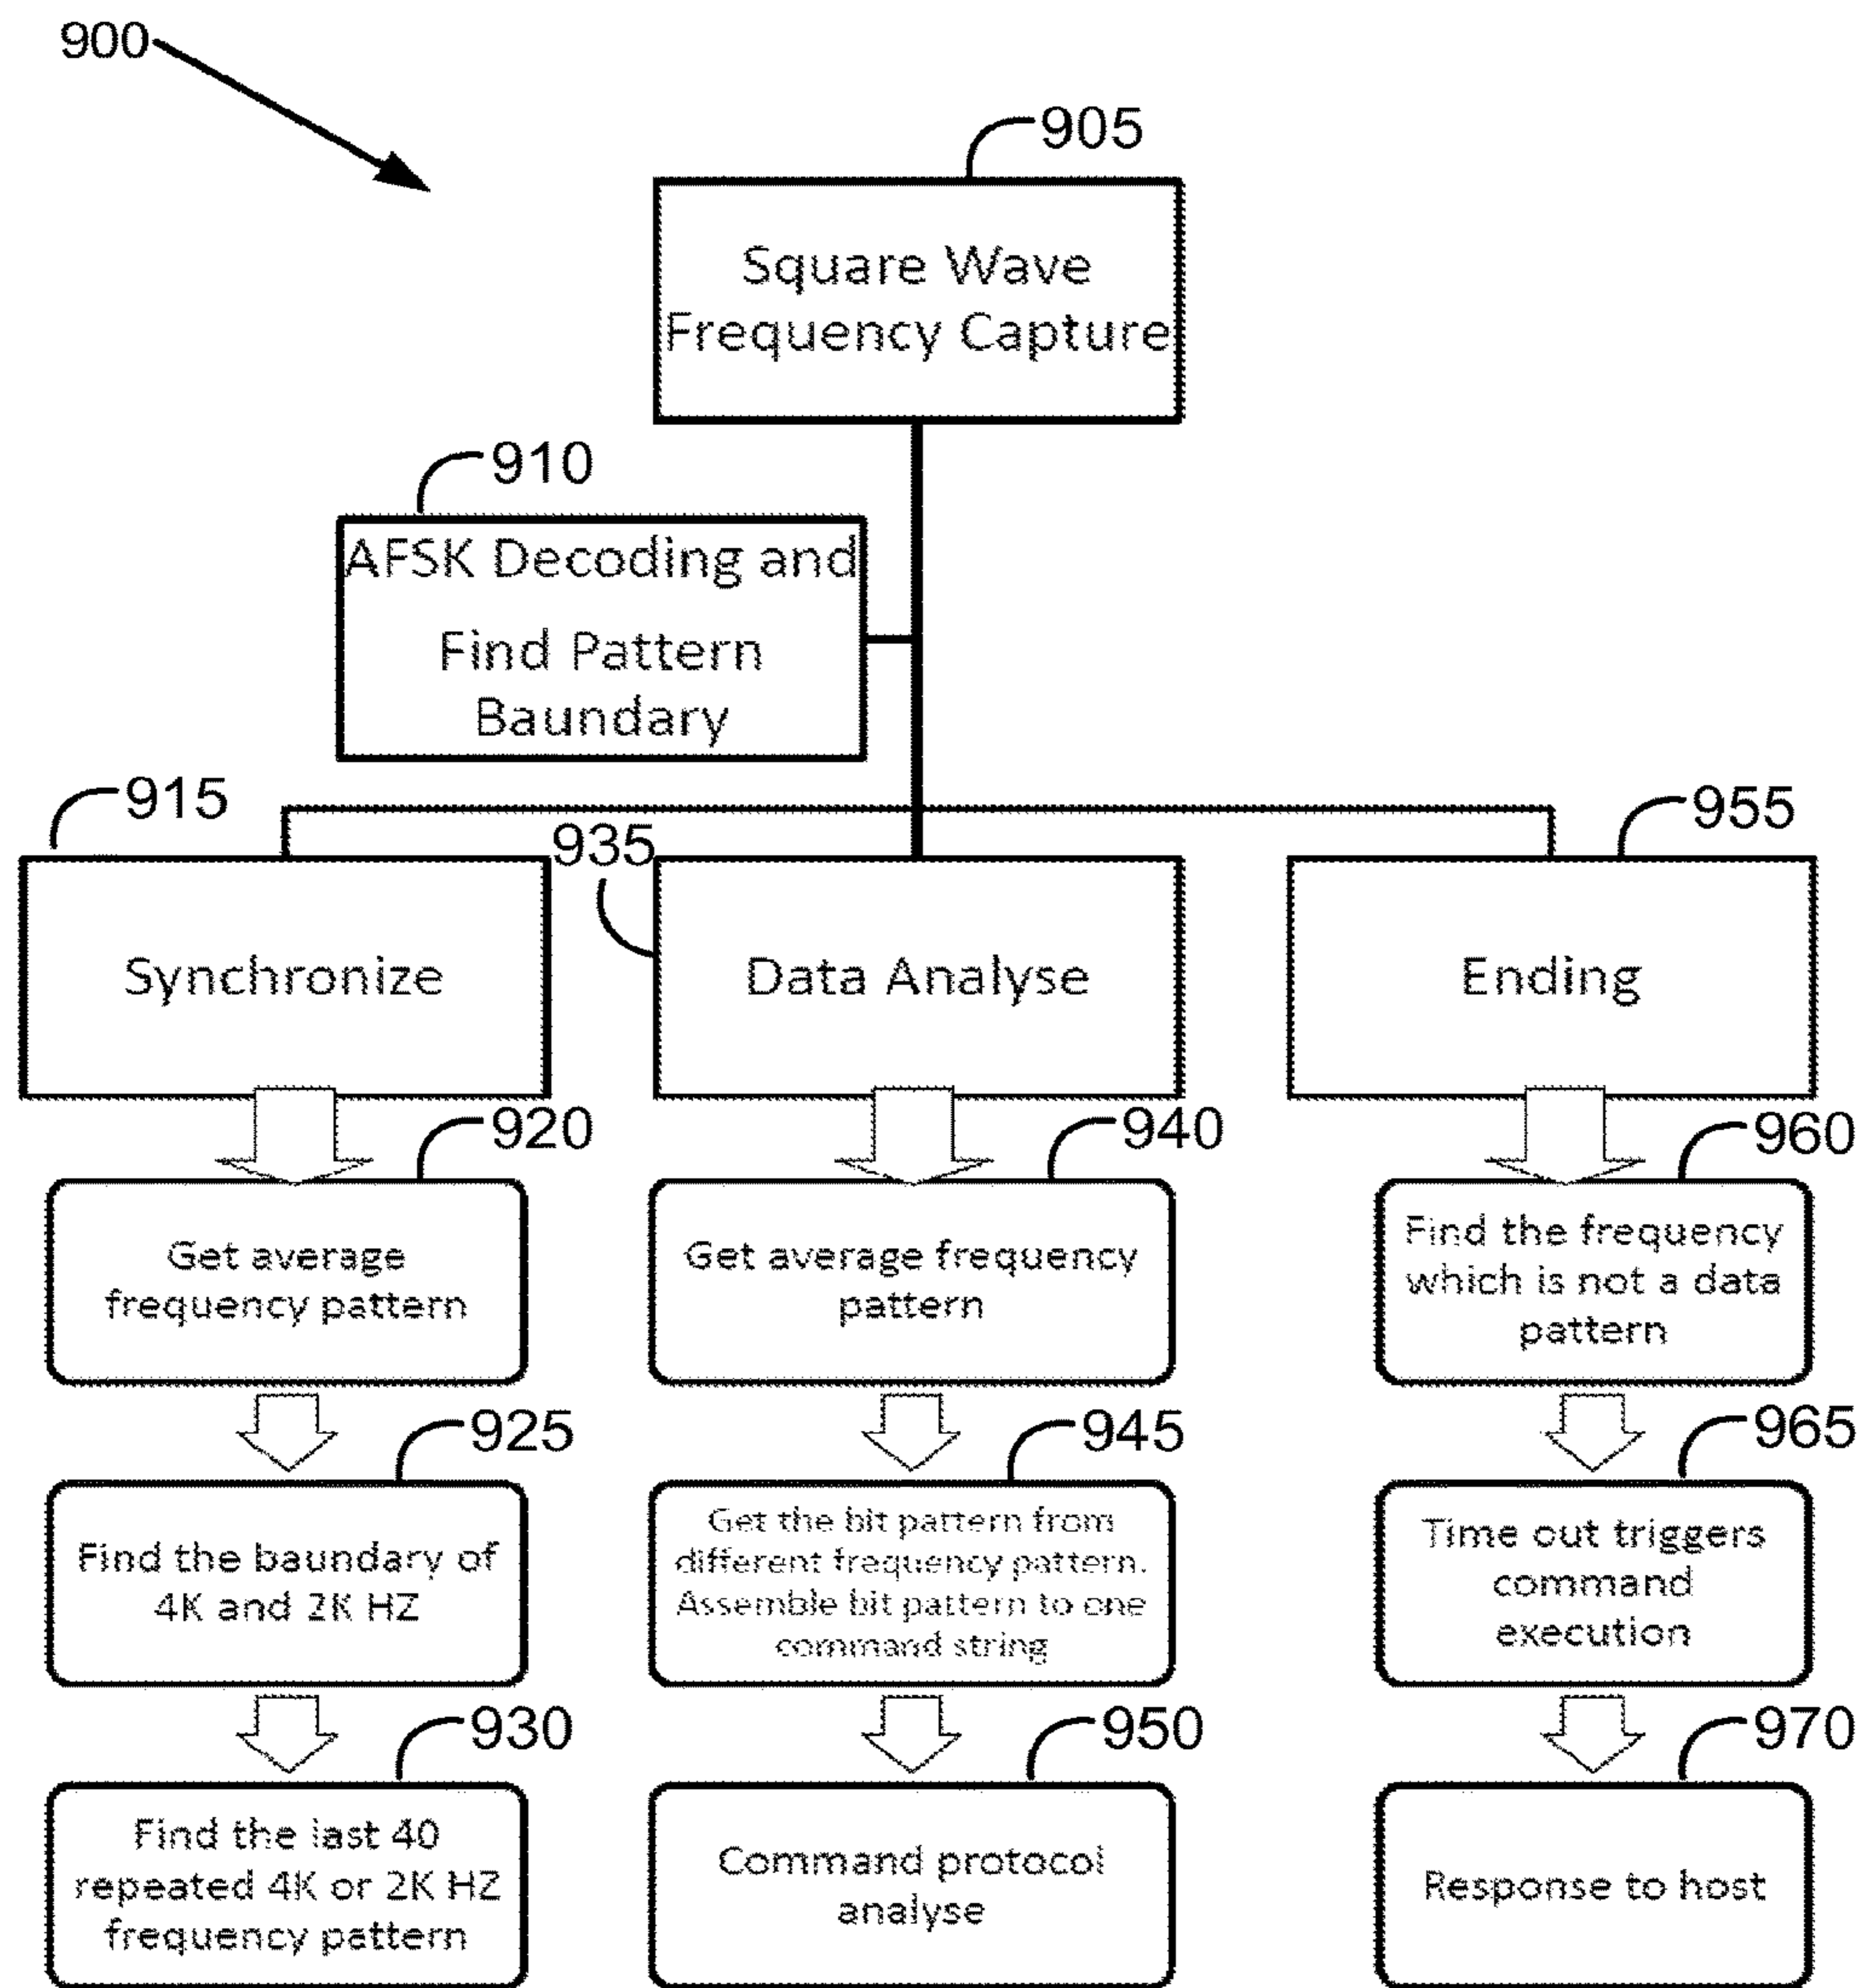 900
905
Square Wave
Frequency Capture
910
AFSK Decoding and
Find Pattern
Baundary
915
935
955
Synchronize
Data Analyse
Ending
920
940
960
Get average
frequency pattern
Get average frequency
pattern
Find the frequency
which is not a data
pattern
925
945
965
Find the baundary of
4K and 2K HZ
Get the bit pattern from
different frequency pattern.
Assemble bit pattern to one
command string
Time out triggers
command
execution
930
950
970
Find the last 40
repeated 4K or 2K HZ
frequency pattern
Command protocol
analyse
Response to host